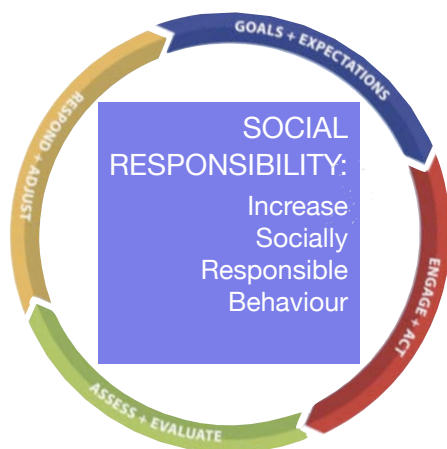 GOALS + EXPECTATIONS
ENGAGE + ACT
ASSESS + EVALUATE
RESPOND + ADJUST
SOCIAL
RESPONSIBILITY:
Increase
Socially
Responsible
Behaviour